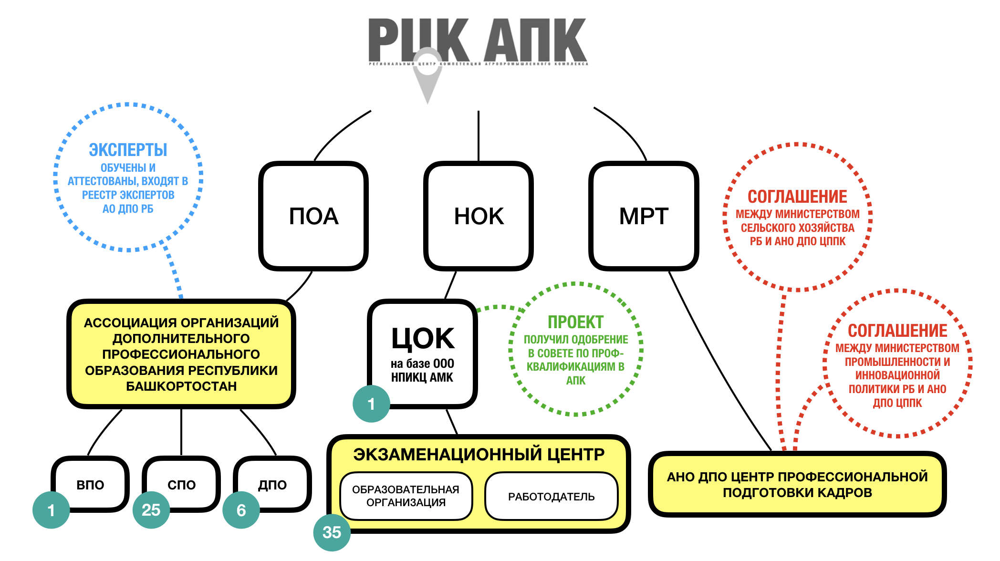 РЦК АПК
РЕГИОНАЛЬНЫЙ ЦЕНТР КОМПЕТЕНЦИЙ АГРОПРОМЫШЛЕННОГО КОМПЛЕКСА
ЭКСПЕРТЫ
ОБУЧЕНЫ И
АТТЕСТОВАНЫ, ВХОДЯТ В
РЕЕСТР ЭКСПЕРТОВ
АО ДПО РБ
ПОА
НОК
МРТ
СОГЛАШЕНИЕ
МЕЖДУ МИНИСТЕРСТВОМ
СЕЛЬСКОГО ХОЗЯЙСТВА
РБ И АНО ДПО ЦППК
АССОЦИАЦИЯ ОРГАНИЗАЦИЙ
ДОПОЛНИТЕЛЬНОГО
ПРОФЕССИОНАЛЬНОГО
ОБРАЗОВАНИЯ РЕСПУБЛИКИ
БАШКОРТОСТАН
ЦОК
на базе ООО
НПИКЦ АМК
1
ПРОЕКТ
ПОЛУЧИЛ ОДОБРЕНИЕ
В СОВЕТЕ ПО ПРОФ-
КВАЛИФИКАЦИЯМ В
АПК
СОГЛАШЕНИЕ
МЕЖДУ МИНИСТЕРСТВОМ
ПРОМЫШЛЕННОСТИ И
ИННОВАЦИОННОЙ
ПОЛИТИКИ РБ И АНО
ДПО ЦППК
ВПО
1
СПО
25
ДПО
6
ЭКЗАМЕНАЦИОННЫЙ ЦЕНТР
ОБРАЗОВАТЕЛЬНАЯ
ОРГАНИЗАЦИЯ
РАБОТОДАТЕЛЬ
35
АНО ДПО ЦЕНТР ПРОФЕССИОНАЛЬНОЙ
ПОДГОТОВКИ КАДРОВ